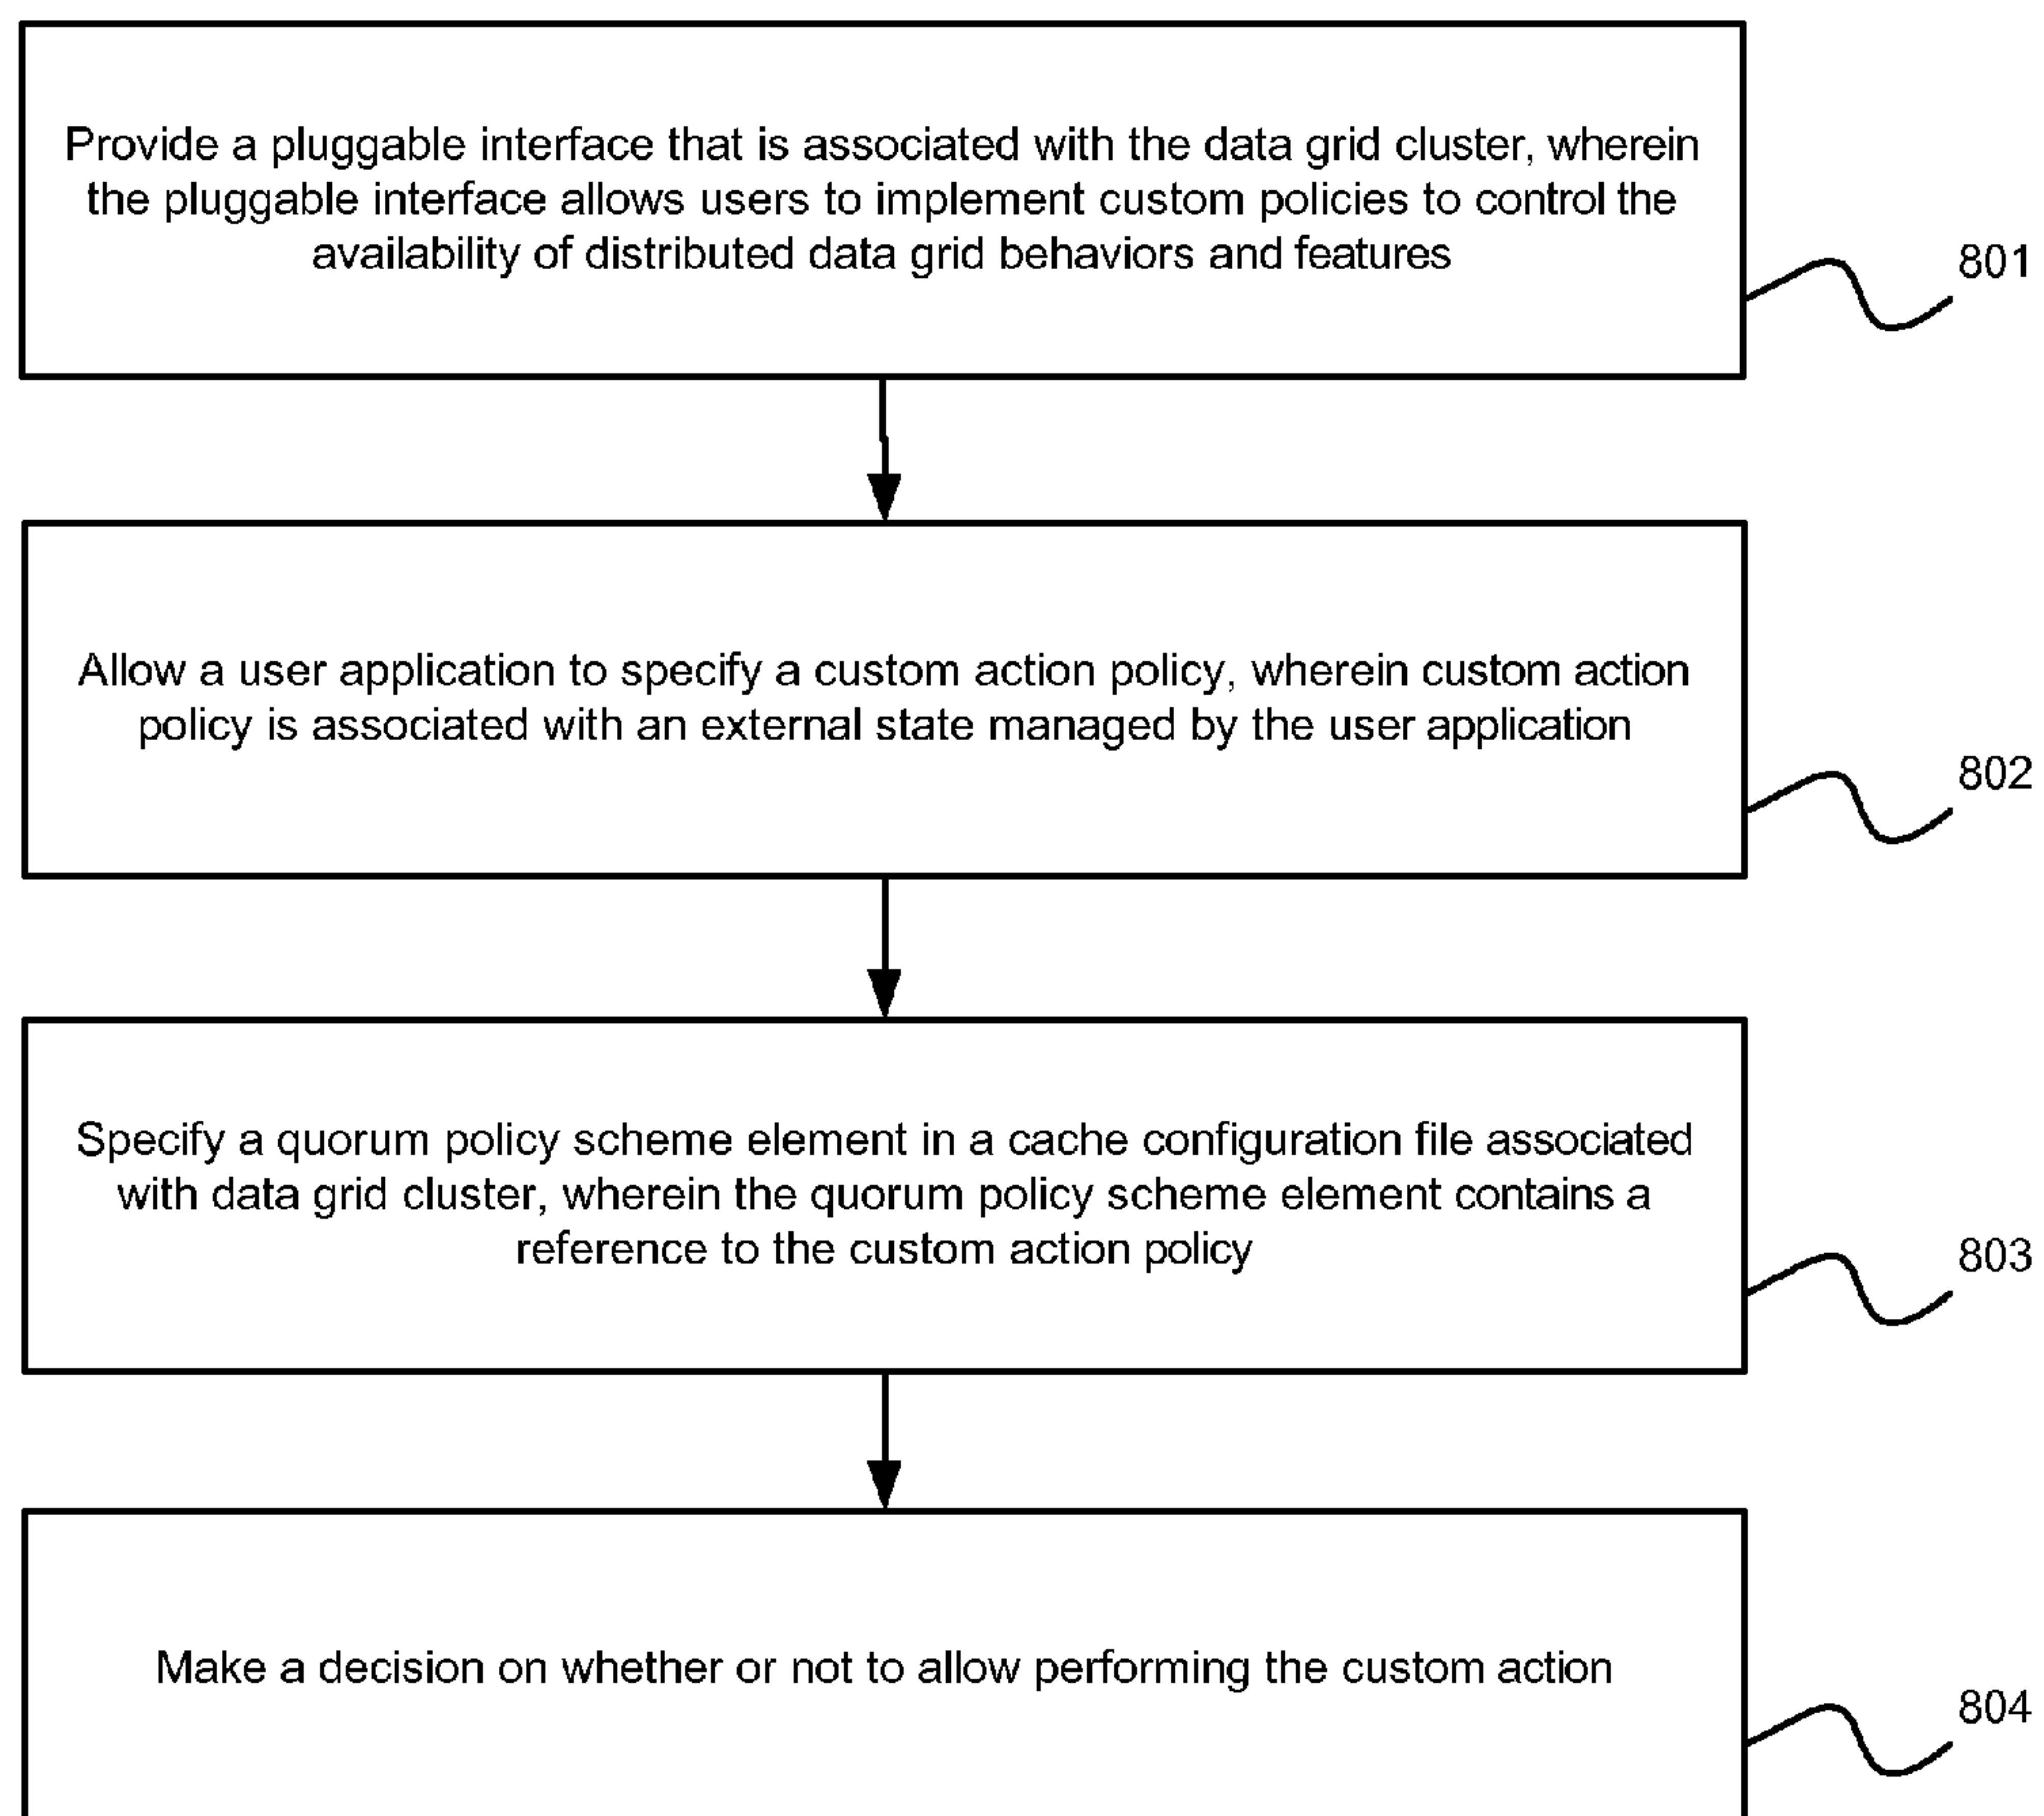 Provide a pluggable interface that is associated with the data grid cluster, wherein
the pluggable interface allows users to implement custom policies to control the
availability of distributed data grid behaviors and features
801
Allow a user application to specify a custom action policy, wherein custom action
policy is associated with an external state managed by the user application
802
Specify a quorum policy scheme element in a cache configuration file associated
with data grid cluster, wherein the quorum policy scheme element contains a
reference to the custom action policy
803
Make a decision on whether or not to allow performing the custom action
804